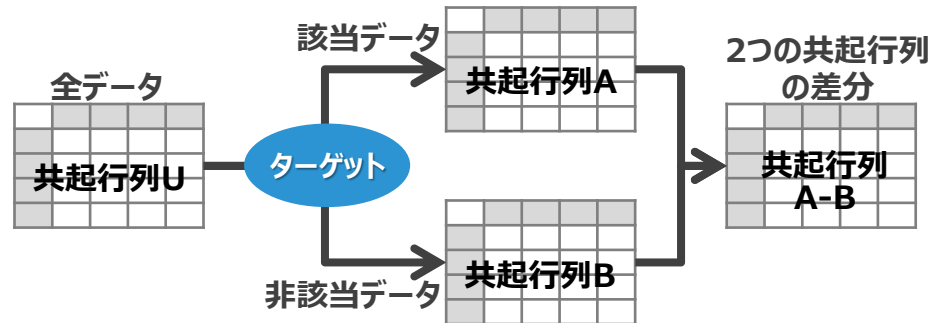 全データ
共起行列U
ターゲット
該当データ
共起行列A
非該当データ
共起行列B
2つの共起行列
の差分
共起行列
A-B